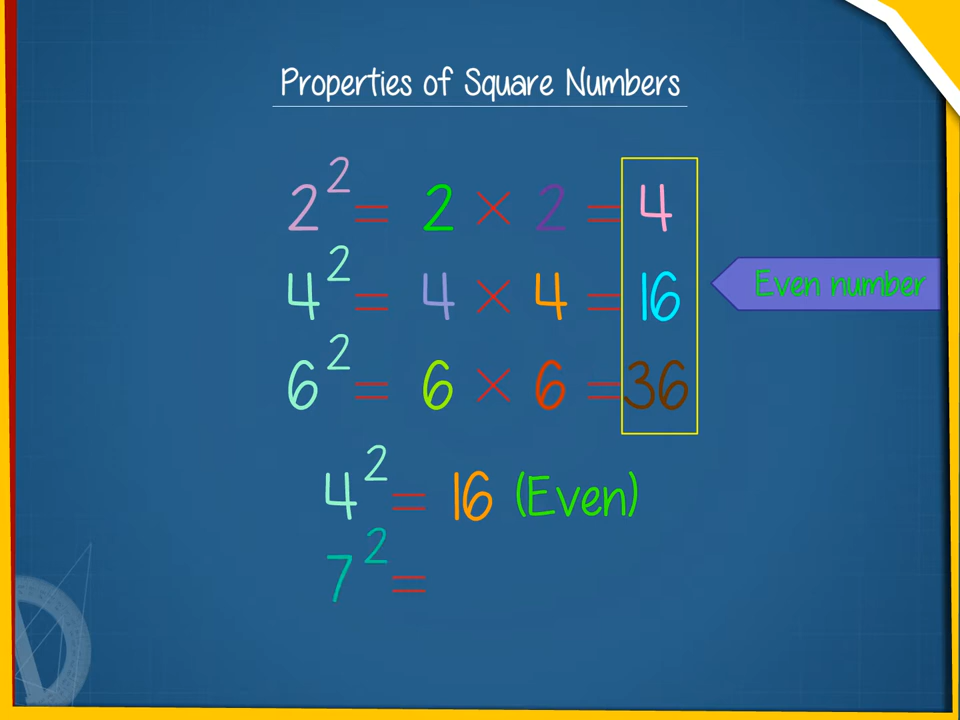 Properties of Square Numbers
2² = 2 × 2 = 4
4² = 4 × 4 = 16
Even number
6² = 6 × 6 = 36
4² = 16 (Even)
7² =